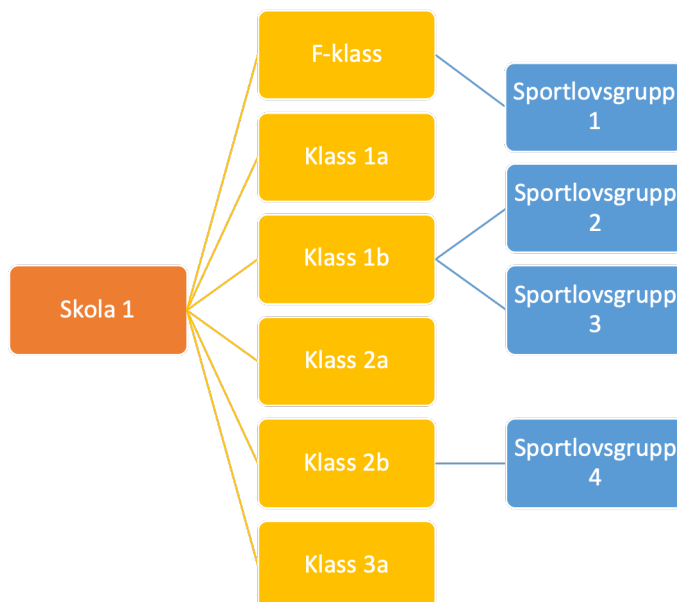 F-klass
Sportlovsgrupp
1
Klass 1a
Sportlovsgrupp
2
Klass 1b
Skola 1
Sportlovsgrupp
3
Klass 2a
Klass 2b
Sportlovsgrupp
4
Klass 3a